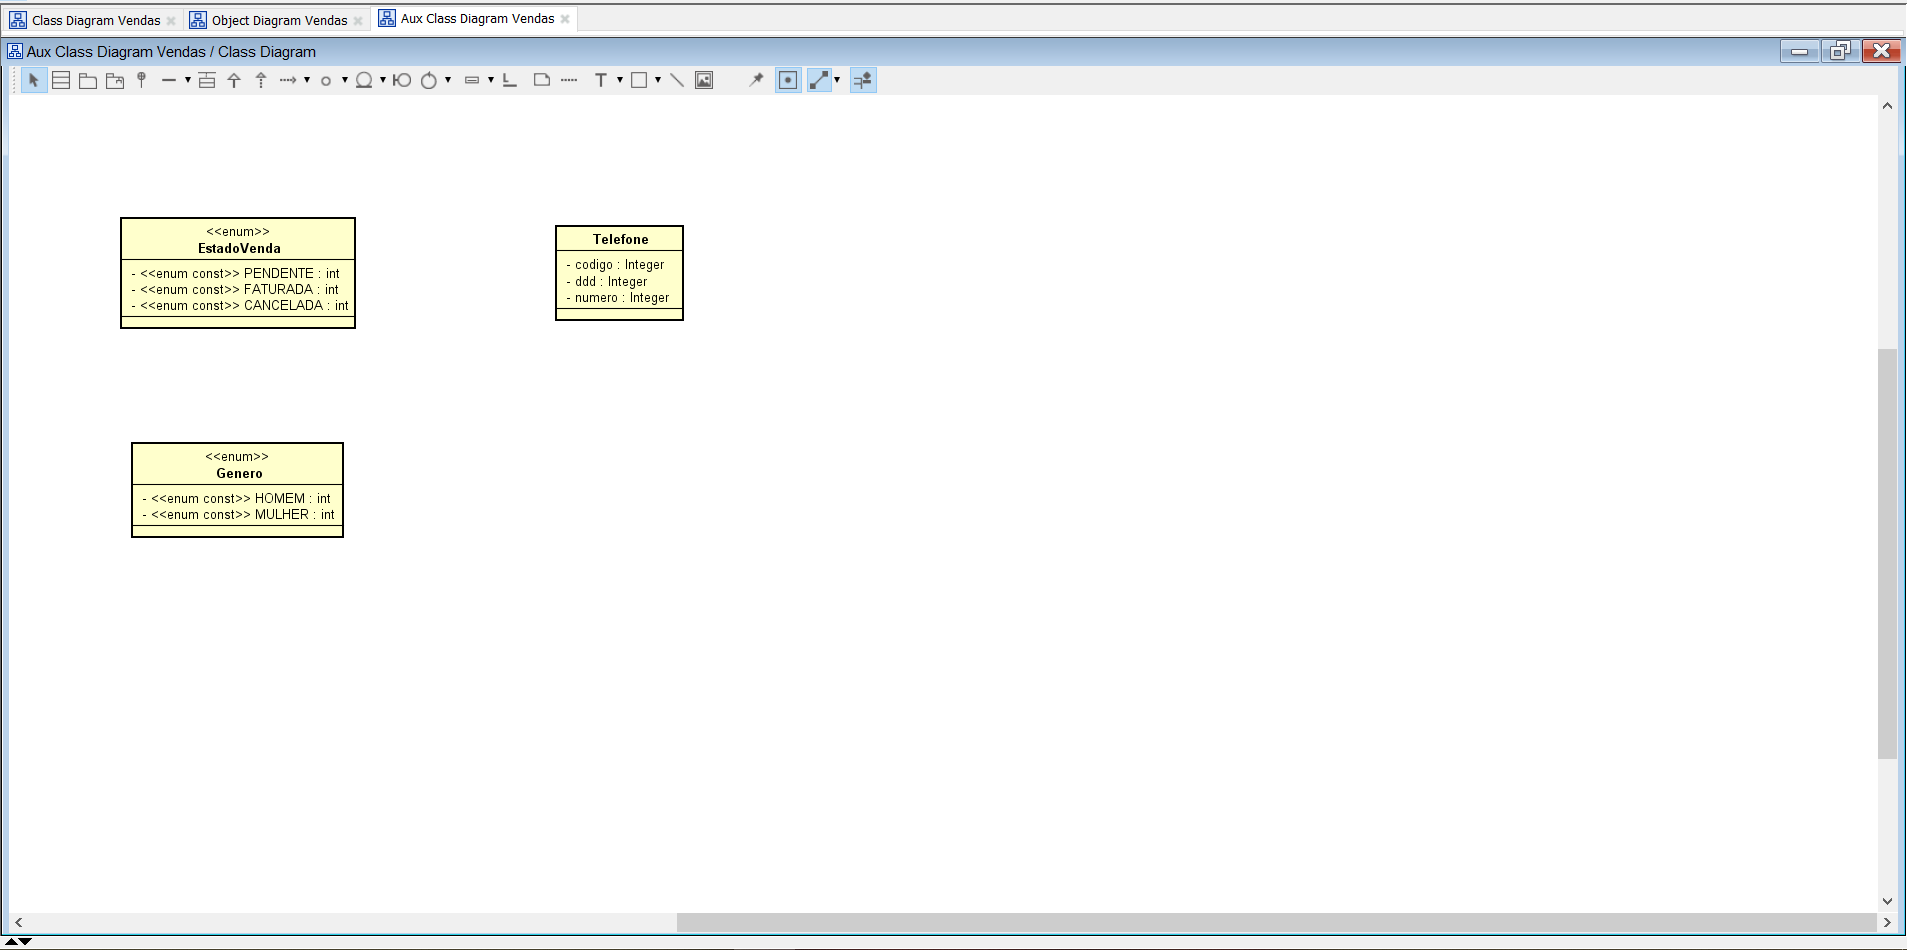 Class Diagram Vendas
Object Diagram Vendas
Aux Class Diagram Vendas
Aux Class Diagram Vendas / Class Diagram
T
<<enum>>
EstadoVenda
- <<enum const>> PENDENTE : int
- <<enum const>> FATURADA : int
- <<enum const>> CANCELADA : int
Telefone
- codigo : Integer
- ddd : Integer
- numero : Integer
<<enum>>
Genero
- <<enum const>> HOMEM : int
- <<enum const>> MULHER : int